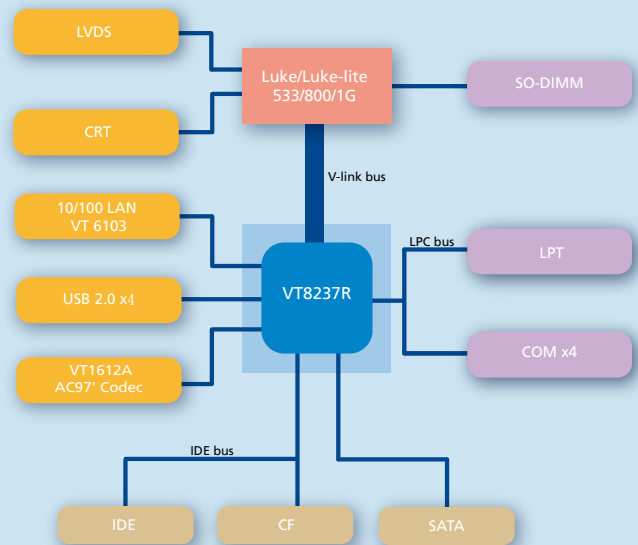 LVDS
Luke/Luke-lite
533/800/1G
SO-DIMM
CRT
V-link bus
10/100 LAN
VT 6103
LPC bus
LPT
USB 2.0 x4
VT8237R
VT1612A
AC97' Codec
COM x4
IDE bus
IDE
CF
SATA